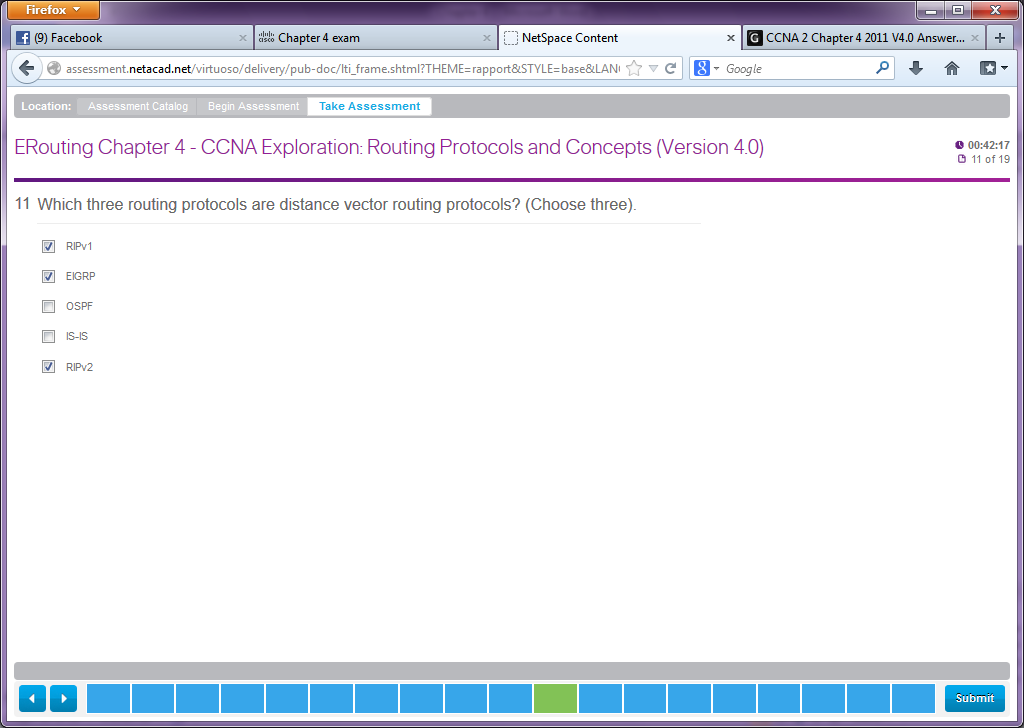 Firefox
(9) Facebook
Chapter 4 exam
NetSpace Content
CCNA 2 Chapter 4 2011 V4.0 Answer...
assessment.netacad.net/virtuoso/delivery/pub-doc/lti_frame.shtml?THEME=rapport&STYLE=base&LAN
Google
Location:
Assessment Catalog
Begin Assessment
Take Assessment
ERouting Chapter 4 - CCNA Exploration: Routing Protocols and Concepts (Version 4.0)
00:42:17
11 of 19
11 Which three routing protocols are distance vector routing protocols? (Choose three).
RIPv1
EIGRP
OSPF
IS-IS
RIPv2
Submit